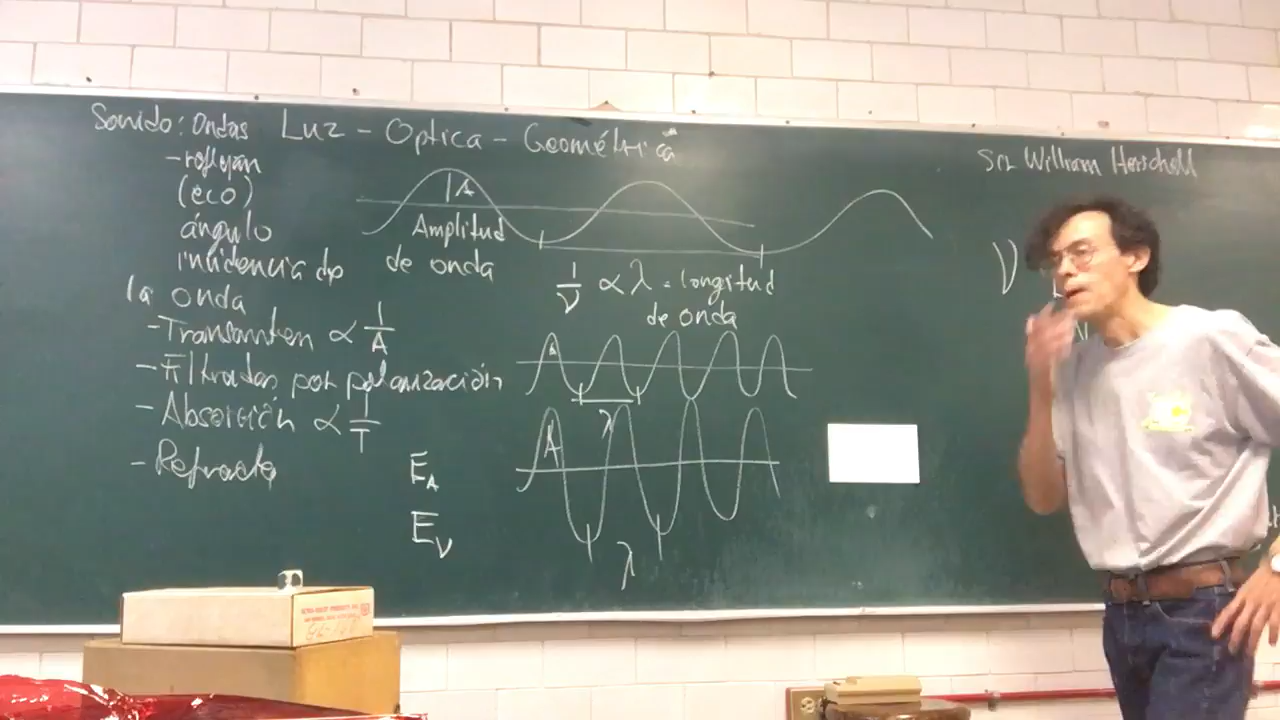 Sonido: Ondas Luz - Optica - Geométrica
- reflejan
(eco)
ángulo
incidencia de
la onda
- Transmiten ∝ 1/A
- Filtradas por polarización
- Absorción ∝ 1/T
- Refracta
A
Amplitud
de onda
1/ν ∝ λ = longitud
de onda
A
λ
A
λ
E_A
E_ν
Sir William Herschell
ν
N